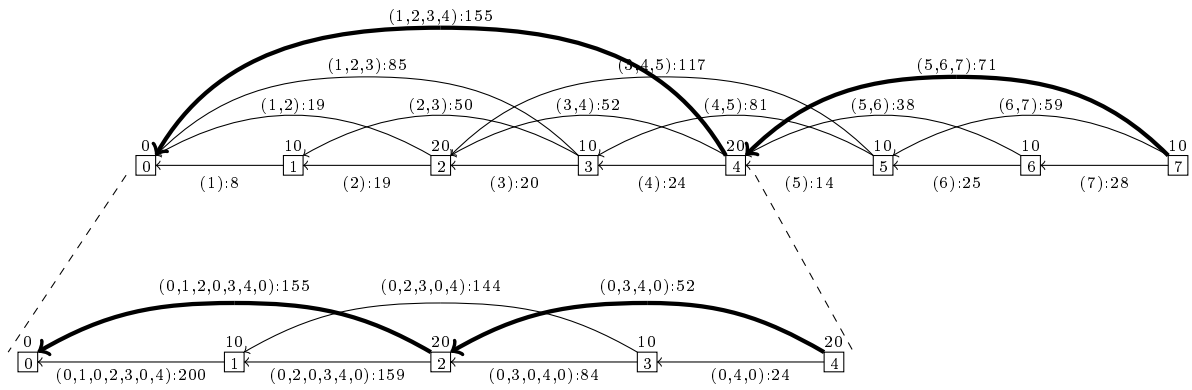 (1,2,3,4):155
(1,2,3):85 (3,4,5):117 (5,6,7):71
(1,2):19 (2,3):50 (3,4):52 (4,5):81 (5,6):38 (6,7):59
0 10 20 10 20 10 10 10
0 1 2 3 4 5 6 7
(1):8 (2):19 (3):20 (4):24 (5):14 (6):25 (7):28
(0,1,2,0,3,4,0):155 (0,2,3,0,4):144 (0,3,4,0):52
0 10 20 10 20
0 1 2 3 4
(0,1,0,2,3,0,4):200 (0,2,0,3,4,0):159 (0,3,0,4,0):84 (0,4,0):24